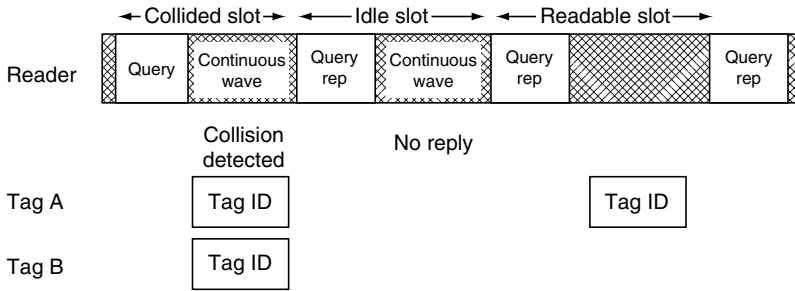 Collided slot Idle slot Readable slot
Reader Query Continuous wave Query rep Continuous wave Query rep Query rep
Collision detected No reply
Tag A Tag ID Tag ID
Tag B Tag ID